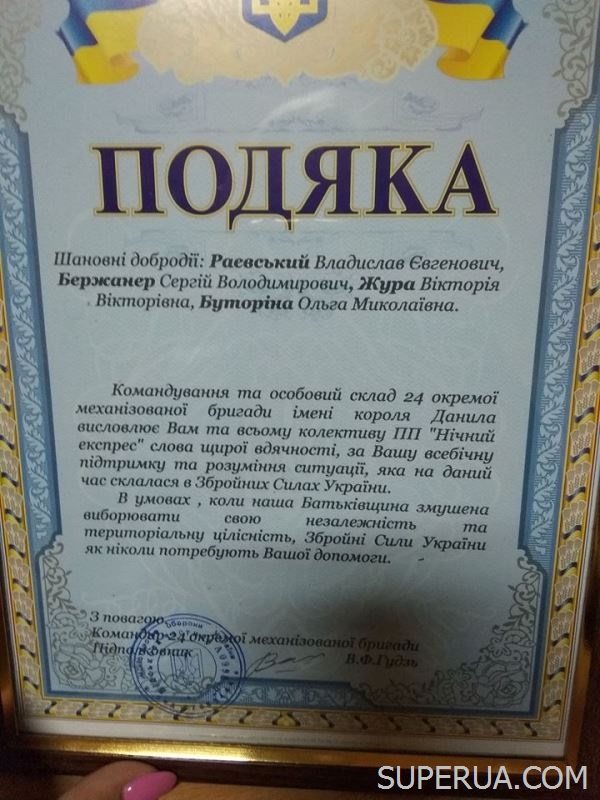 ПОДЯКА
Шановні добродії: Раевський Владислав Євгенович,
Бержанер Сергій Володимирович, Жура Вікторія
Вікторівна, Буторіна Ольга Миколаївна.
Командування та особовий склад 24 окремої
механізованої бригади імені короля Данила
висловлює Вам та всьому колективу ПП "Нічний
експрес" слова щирої вдячності, за Вашу всебічну
підтримку та розуміння ситуації, яка на даний
час склалася в Збройних Силах України.
В умовах , коли наша Батьківщина змушена
виборювати свою незалежність та
територіальну цілісність, Збройні Сили України
як ніколи потребують Вашої допомоги.
З повагою,
Командир 24 окремої механізованої бригади
Підполковник В.Ф.Гудзь
SUPERUA.COM